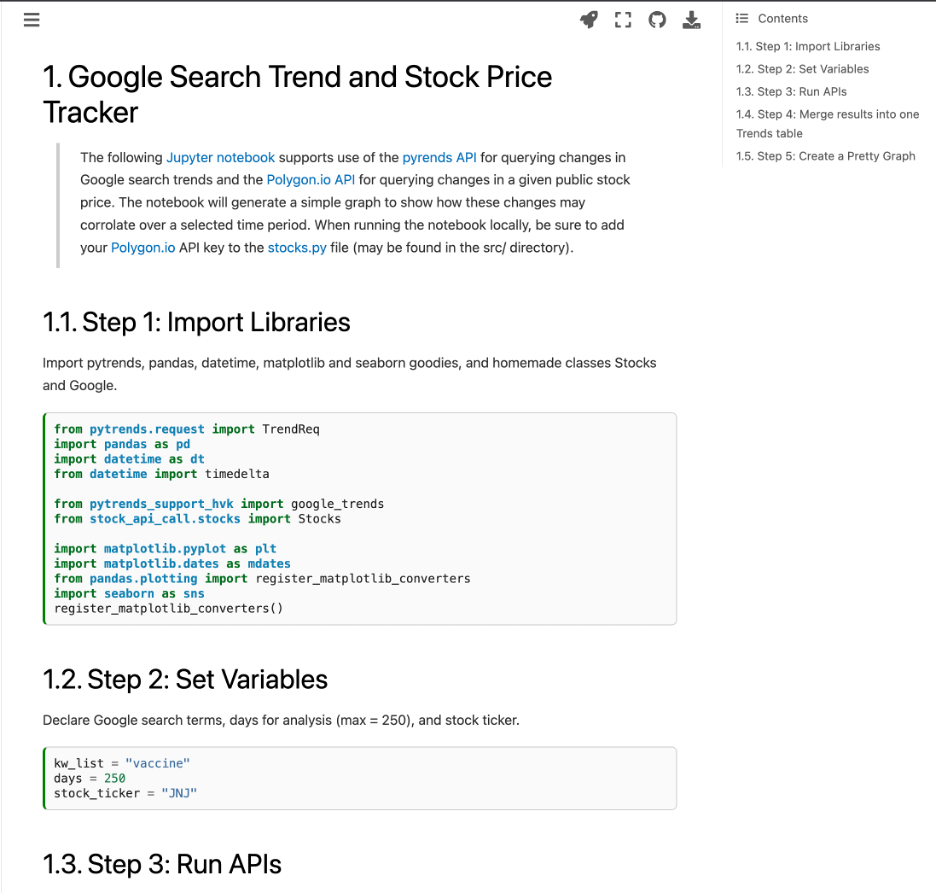 1. Google Search Trend and Stock Price
Tracker
The following Jupyter notebook supports use of the pyrends API for querying changes in
Google search trends and the Polygon.io API for querying changes in a given public stock
price. The notebook will generate a simple graph to show how these changes may
corrolate over a selected time period. When running the notebook locally, be sure to add
your Polygon.io API key to the stocks.py file (may be found in the src/ directory).
1.1. Step 1: Import Libraries
Import pytrends, pandas, datetime, matplotlib and seaborn goodies, and homemade classes Stocks
and Google.
from pytrends.request import TrendReq
import pandas as pd
import datetime as dt
from datetime import timedelta
from pytrends_support_hvk import google_trends
from stock_api_call.stocks import Stocks
import matplotlib.pyplot as plt
import matplotlib.dates as mdates
from pandas.plotting import register_matplotlib_converters
import seaborn as sns
register_matplotlib_converters()
1.2. Step 2: Set Variables
Declare Google search terms, days for analysis (max = 250), and stock ticker.
kw_list = "vaccine"
days = 250
stock_ticker = "JNJ"
1.3. Step 3: Run APIs
Contents
1.1. Step 1: Import Libraries
1.2. Step 2: Set Variables
1.3. Step 3: Run APIs
1.4. Step 4: Merge results into one
Trends table
1.5. Step 5: Create a Pretty Graph